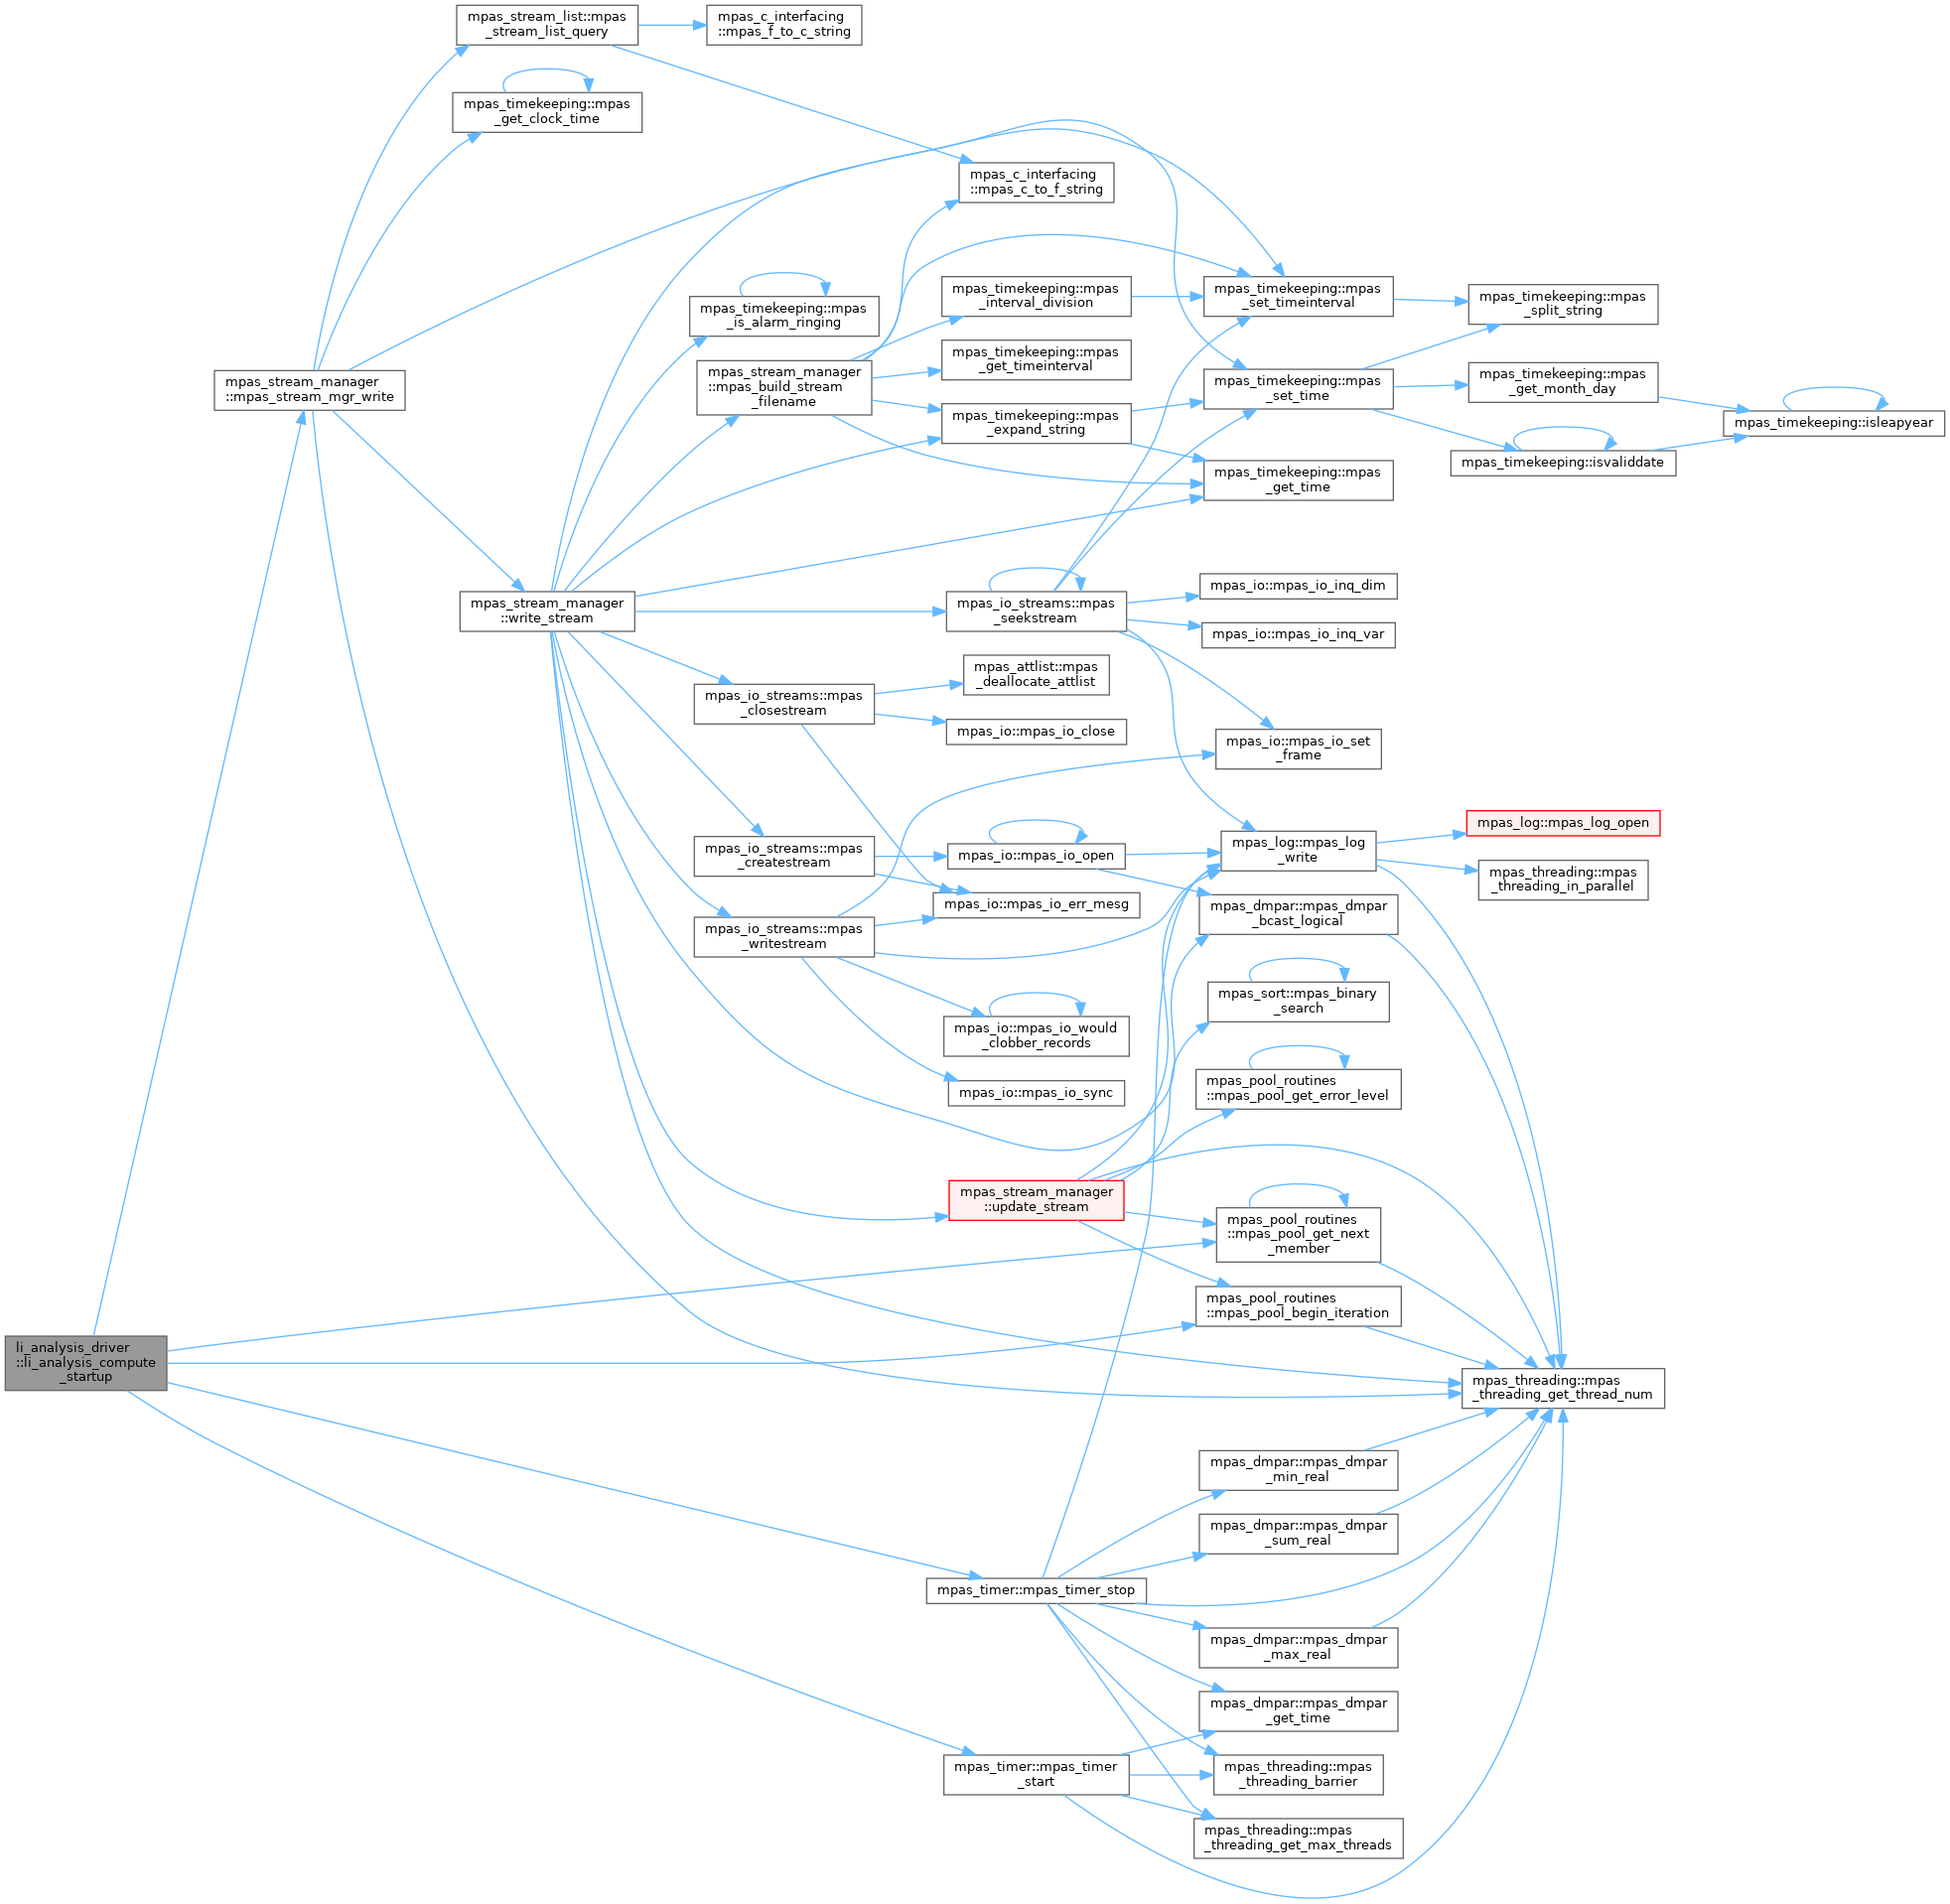 mpas_stream_list::mpas
_stream_list_query
mpas_c_interfacing
::mpas_f_to_c_string
mpas_timekeeping::mpas
_get_clock_time
mpas_c_interfacing
::mpas_c_to_f_string
mpas_timekeeping::mpas
_is_alarm_ringing
mpas_timekeeping::mpas
_interval_division
mpas_timekeeping::mpas
_set_timeinterval
mpas_timekeeping::mpas
_split_string
mpas_stream_manager
::mpas_stream_mgr_write
mpas_stream_manager
::mpas_build_stream
_filename
mpas_timekeeping::mpas
_get_timeinterval
mpas_timekeeping::mpas
_expand_string
mpas_timekeeping::mpas
_set_time
mpas_timekeeping::mpas
_get_month_day
mpas_timekeeping::isleapyear
mpas_timekeeping::isvaliddate
mpas_timekeeping::mpas
_get_time
mpas_stream_manager
::write_stream
mpas_io_streams::mpas
_seekstream
mpas_io::mpas_io_inq_dim
mpas_io::mpas_io_inq_var
mpas_io_streams::mpas
_closestream
mpas_attlist::mpas
_deallocate_attlist
mpas_io::mpas_io_close
mpas_io::mpas_io_set
_frame
mpas_io_streams::mpas
_createstream
mpas_io::mpas_io_open
mpas_log::mpas_log
_write
mpas_log::mpas_log_open
mpas_threading::mpas
_threading_in_parallel
mpas_io::mpas_io_err_mesg
mpas_dmpar::mpas_dmpar
_bcast_logical
mpas_io_streams::mpas
_writestream
mpas_sort::mpas_binary
_search
mpas_io::mpas_io_would
_clobber_records
mpas_io::mpas_io_sync
mpas_pool_routines
::mpas_pool_get_error_level
mpas_stream_manager
::update_stream
mpas_pool_routines
::mpas_pool_get_next
_member
mpas_pool_routines
::mpas_pool_begin_iteration
li_analysis_driver
::li_analysis_compute
_startup
mpas_threading::mpas
_threading_get_thread_num
mpas_dmpar::mpas_dmpar
_min_real
mpas_dmpar::mpas_dmpar
_sum_real
mpas_timer::mpas_timer_stop
mpas_dmpar::mpas_dmpar
_max_real
mpas_dmpar::mpas_dmpar
_get_time
mpas_timer::mpas_timer
_start
mpas_threading::mpas
_threading_barrier
mpas_threading::mpas
_threading_get_max_threads